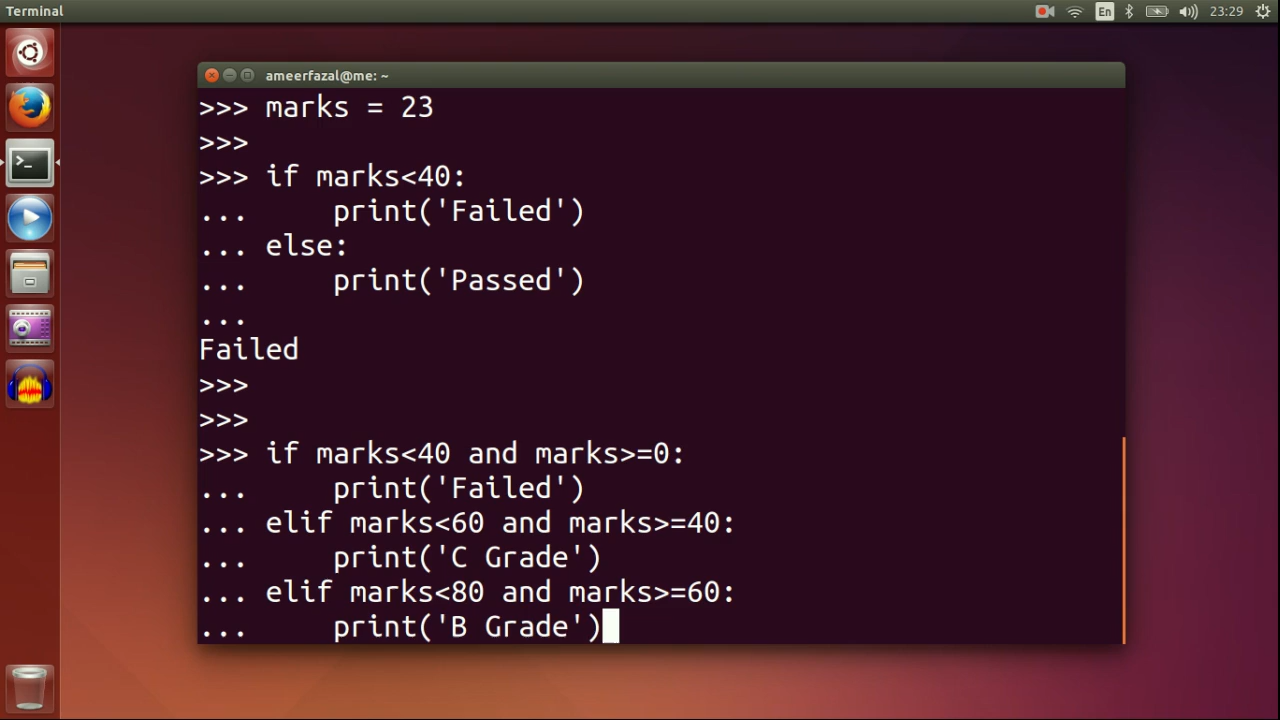 Terminal
En
23:29
ameerfazal@me: ~
>>> marks = 23
>>>
>>> if marks<40:
...     print('Failed')
... else:
...     print('Passed')
...
Failed
>>>
>>>
>>> if marks<40 and marks>=0:
...     print('Failed')
... elif marks<60 and marks>=40:
...     print('C Grade')
... elif marks<80 and marks>=60:
...     print('B Grade')